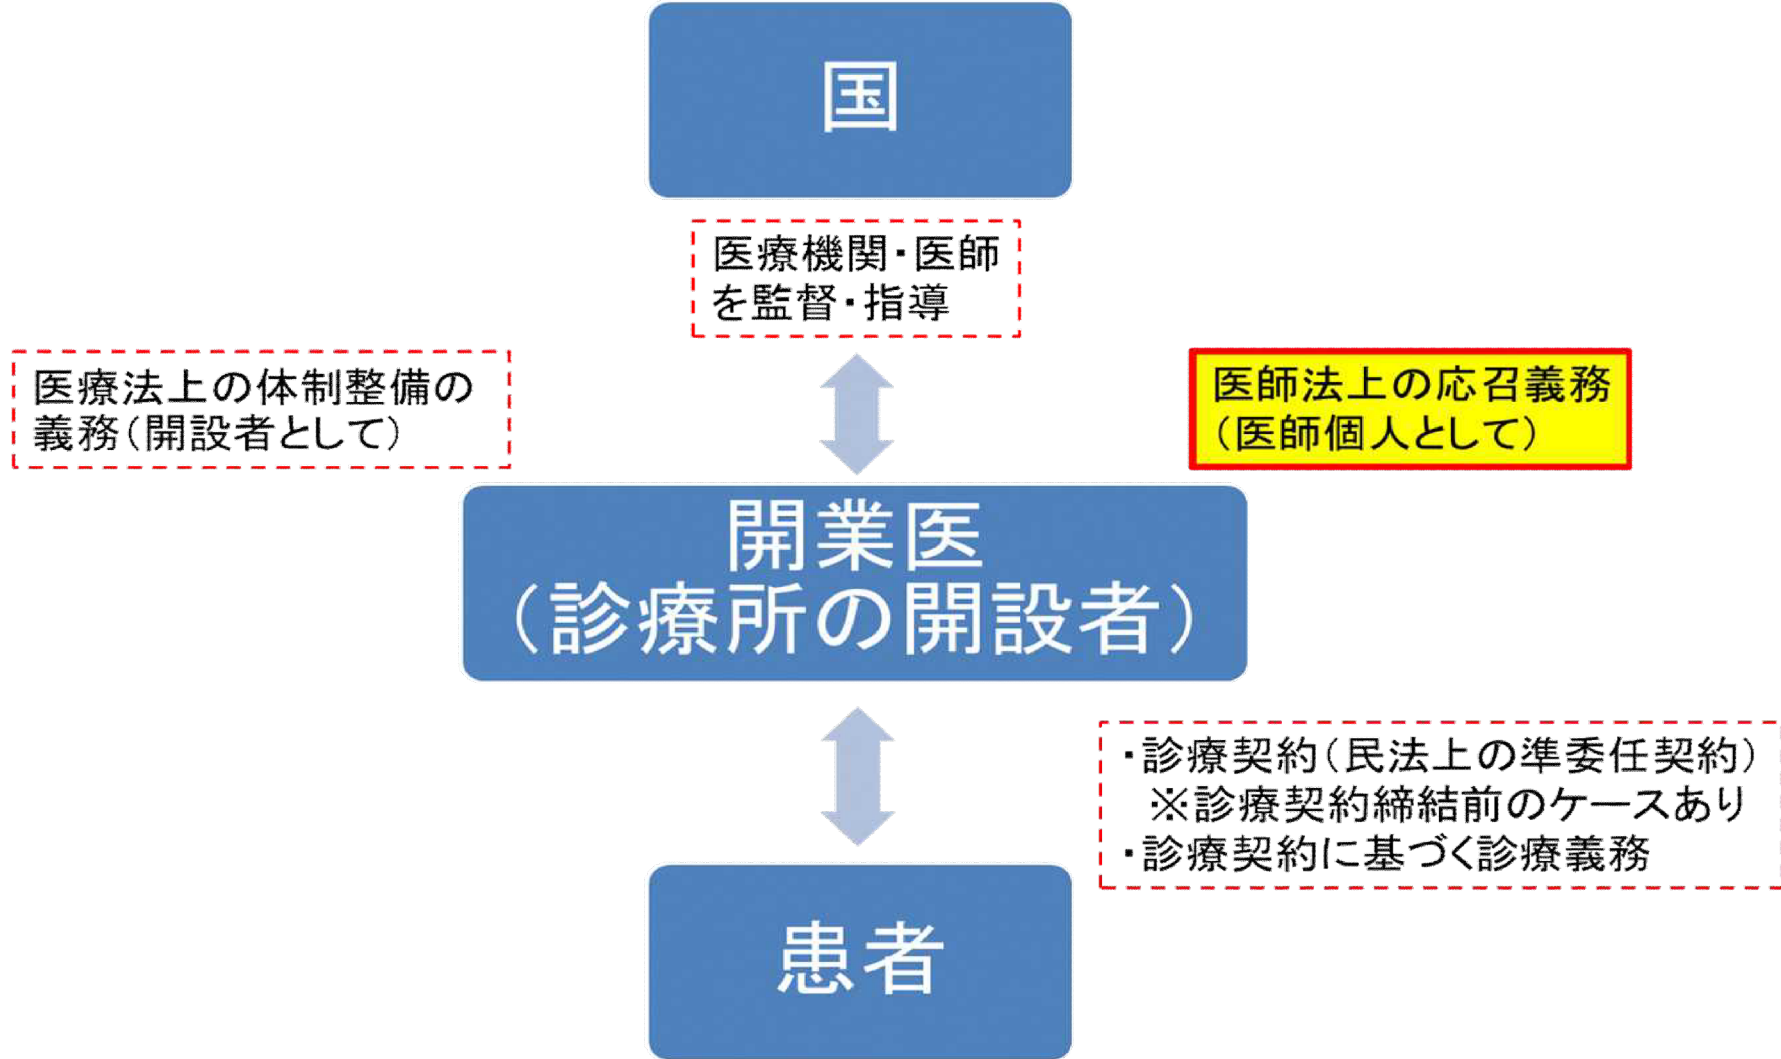 国
医療機関・医師
を監督・指導
医療法上の体制整備の
義務(開設者として)
医師法上の応召義務
(医師個人として)
開業医
(診療所の開設者)
・診療契約(民法上の準委任契約)
※診療契約締結前のケースあり
・診療契約に基づく診療義務
患者